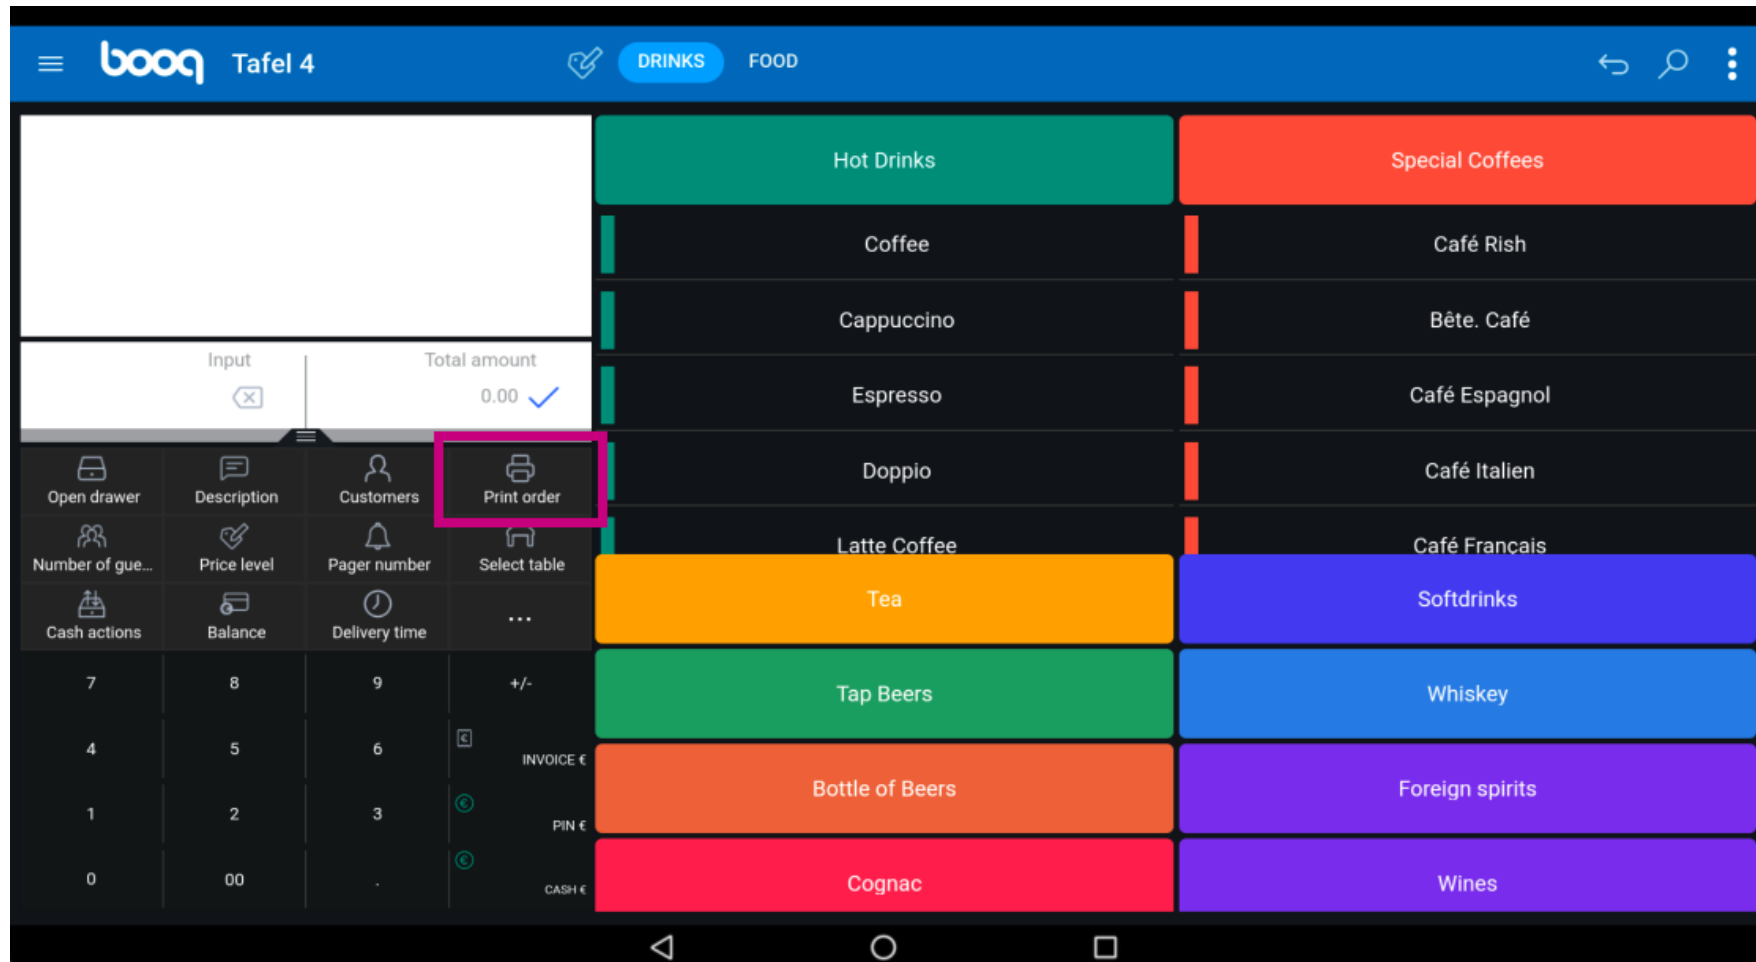 booq Tafel 4 DRINKS FOOD
Hot Drinks Special Coffees
Coffee Café Rish
Cappuccino Bête. Café
Input Total amount
0.00
Espresso Café Espagnol
Open drawer Description Customers Print order
Doppio Café Italien
Number of gue... Price level Pager number Select table
Latte Coffee Café Français
Cash actions Balance Delivery time ...
Tea Softdrinks
7 8 9 +/-
Tap Beers Whiskey
4 5 6 INVOICE €
Bottle of Beers Foreign spirits
1 2 3 PIN €
0 00 . CASH €
Cognac Wines